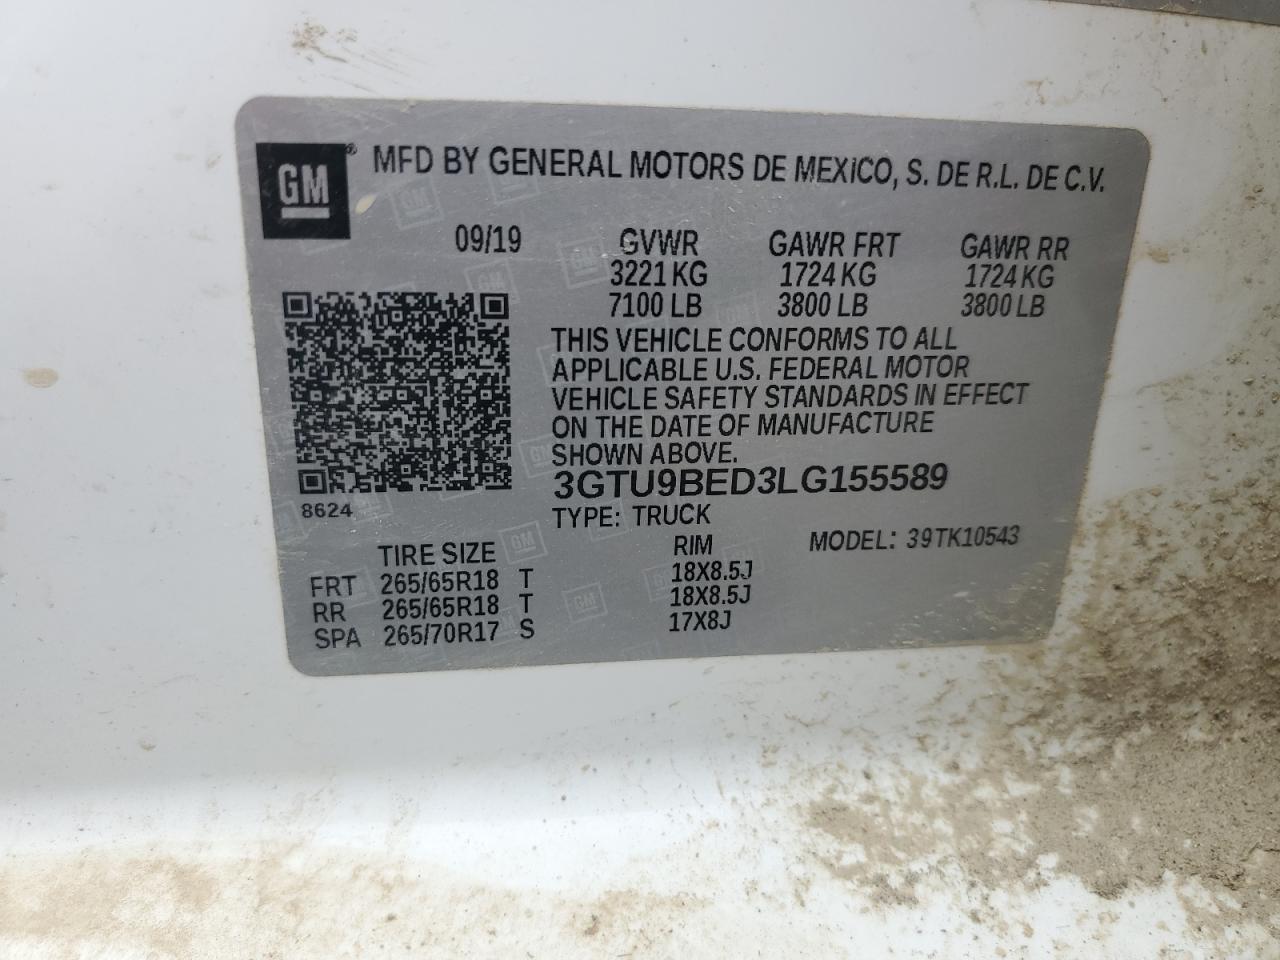 GM® MFD BY GENERAL MOTORS DE MEXICO, S. DE R.L. DE C.V.
09/19 GVWR GAWR FRT GAWR RR
3221 KG 1724 KG 1724 KG
7100 LB 3800 LB 3800 LB
THIS VEHICLE CONFORMS TO ALL
APPLICABLE U.S. FEDERAL MOTOR
VEHICLE SAFETY STANDARDS IN EFFECT
ON THE DATE OF MANUFACTURE
SHOWN ABOVE.
3GTU9BED3LG155589
8624
TYPE: TRUCK
MODEL: 39TK10543
TIRE SIZE RIM
FRT 265/65R18 T 18X8.5J
RR 265/65R18 T 18X8.5J
SPA 265/70R17 S 17X8J